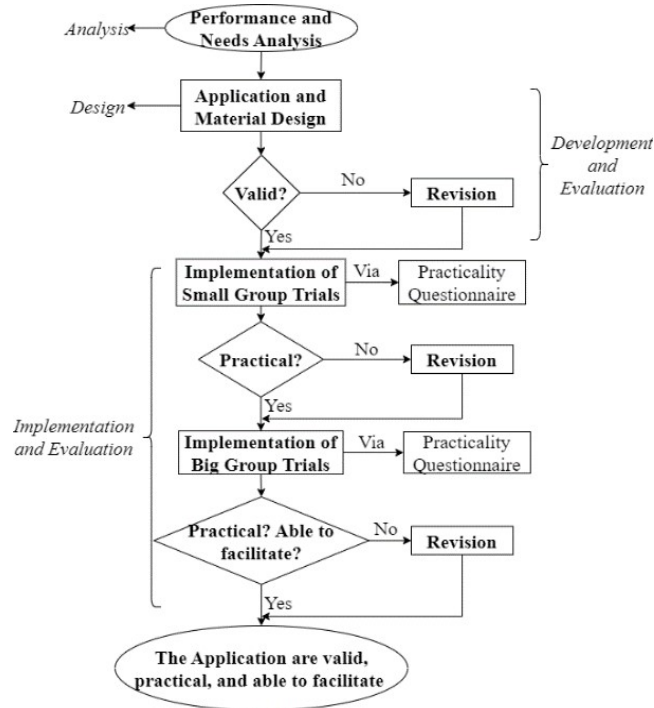 Analysis
Performance and
Needs Analysis
Design
Application and
Material Design
Development
and
Evaluation
Valid?
No
Revision
Yes
Implementation of
Small Group Trials
Via
Practicality
Questionnaire
Practical?
No
Revision
Yes
Implementation
and Evaluation
Implementation of
Big Group Trials
Via
Practicality
Questionnaire
Practical? Able to
facilitate?
No
Revision
Yes
The Application are valid,
practical, and able to facilitate